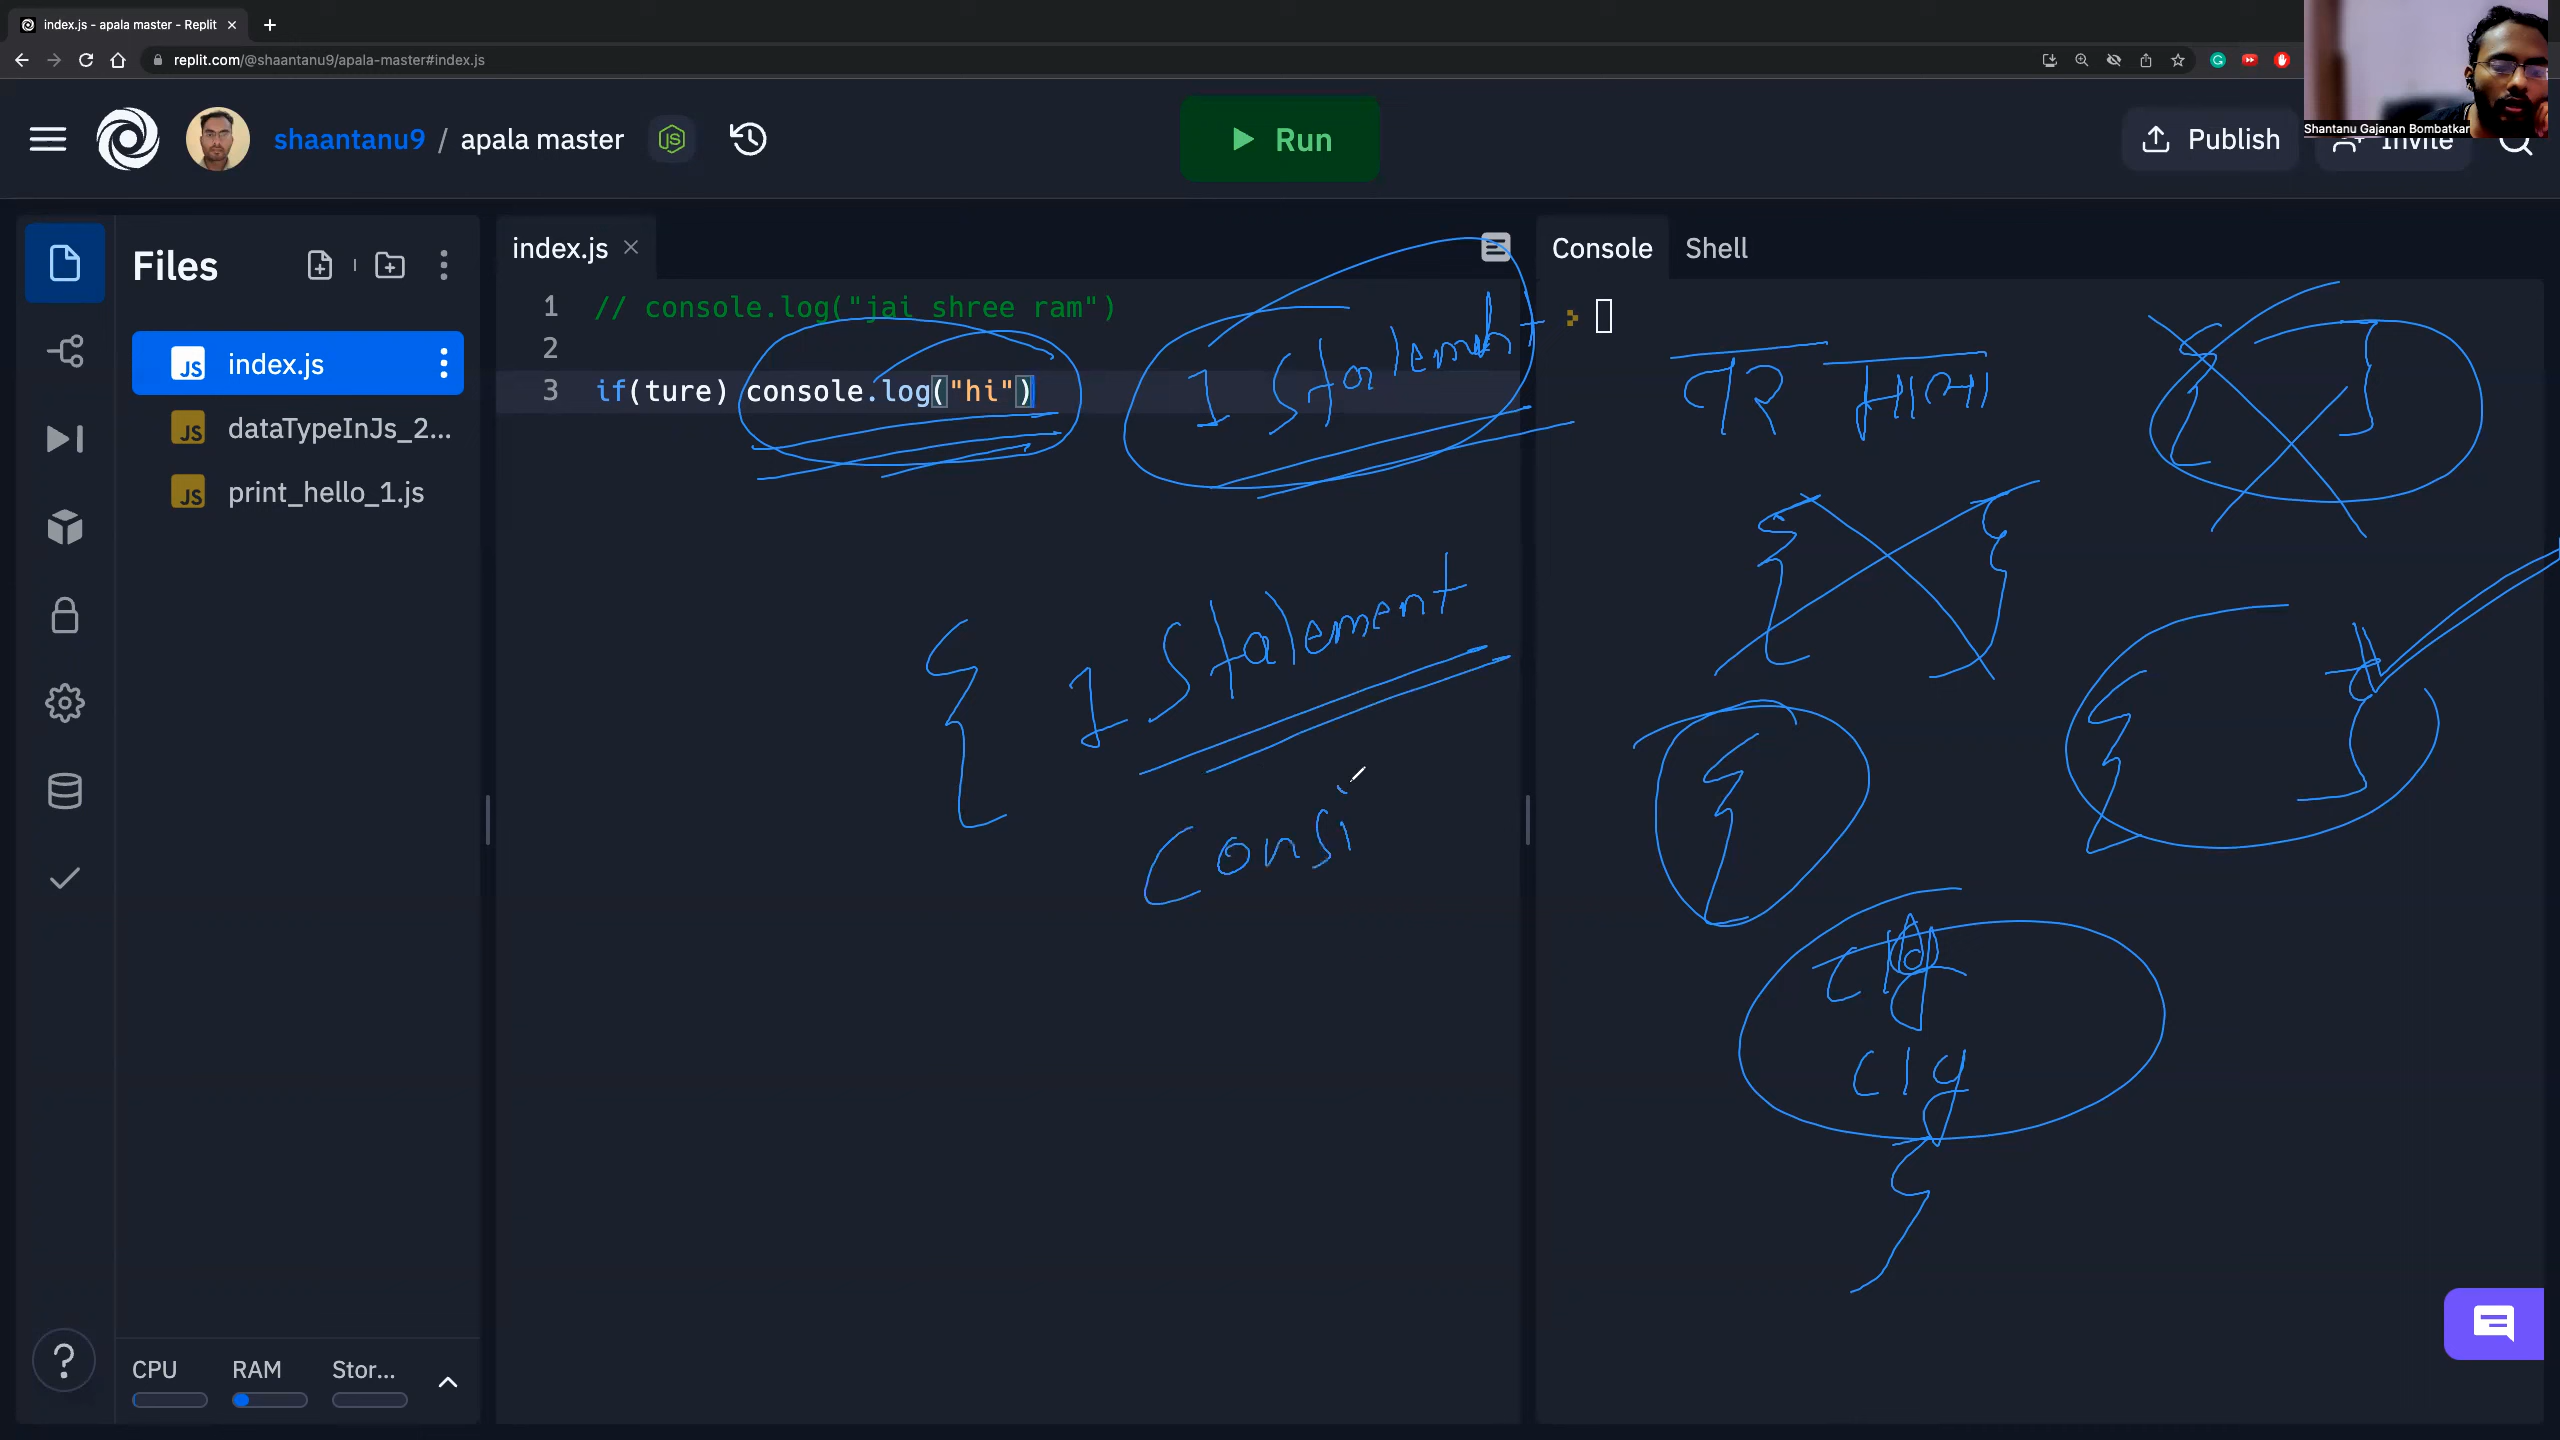 index.js - apala master - Replit
replit.com/@shaantanu9/apala-master#index.js
Shantanu Gajanan Bombatkar
shaantanu9 / apala master
Run
Publish
Invite
Files
index.js
dataTypeInJs_2...
print_hello_1.js
index.js
1 // console.log("jai shree ram")
2
3 if(ture) console.log("hi")
1 Statement
1 Statement
Consi
Console Shell
clg
clg
CPU RAM Stor...